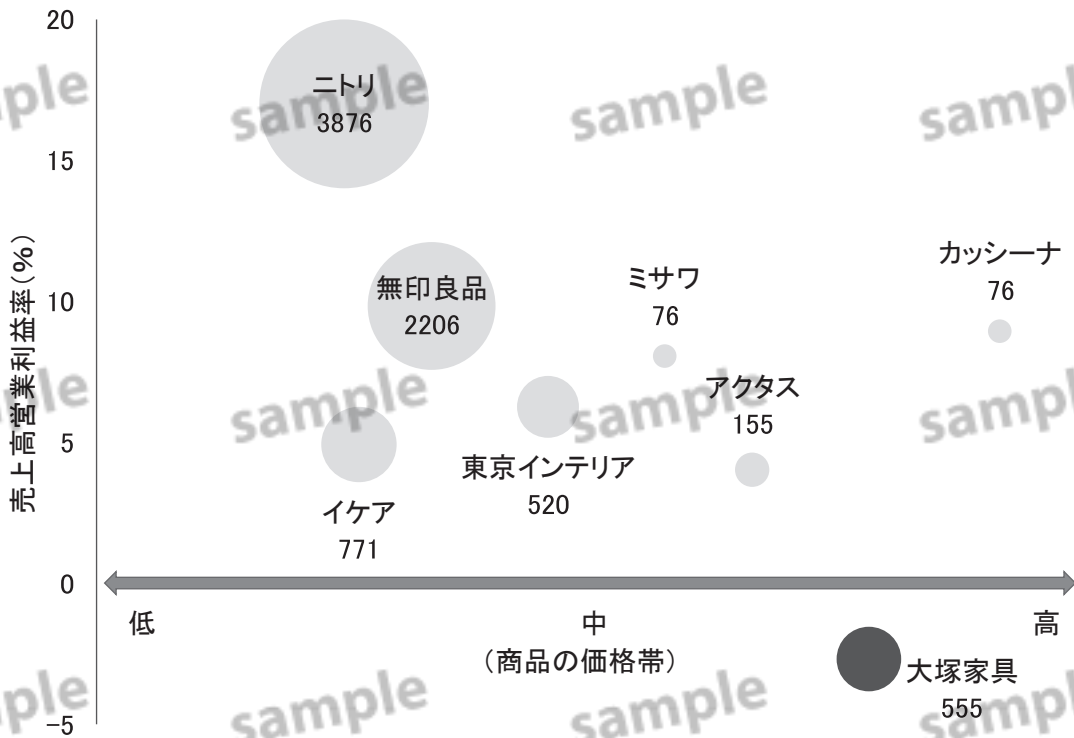 20
ニトリ
3876
15
カッシーナ
76
ミサワ
76
無印良品
2206
10
売上高営業利益率(%)
アクタス
155
5
東京インテリア
520
イケア
771
0
低
中
高
(商品の価格帯)
大塚家具
555
−5
sample
sample
sample
sample
sample
sample
sample
sample
sample
sample
sample
sample